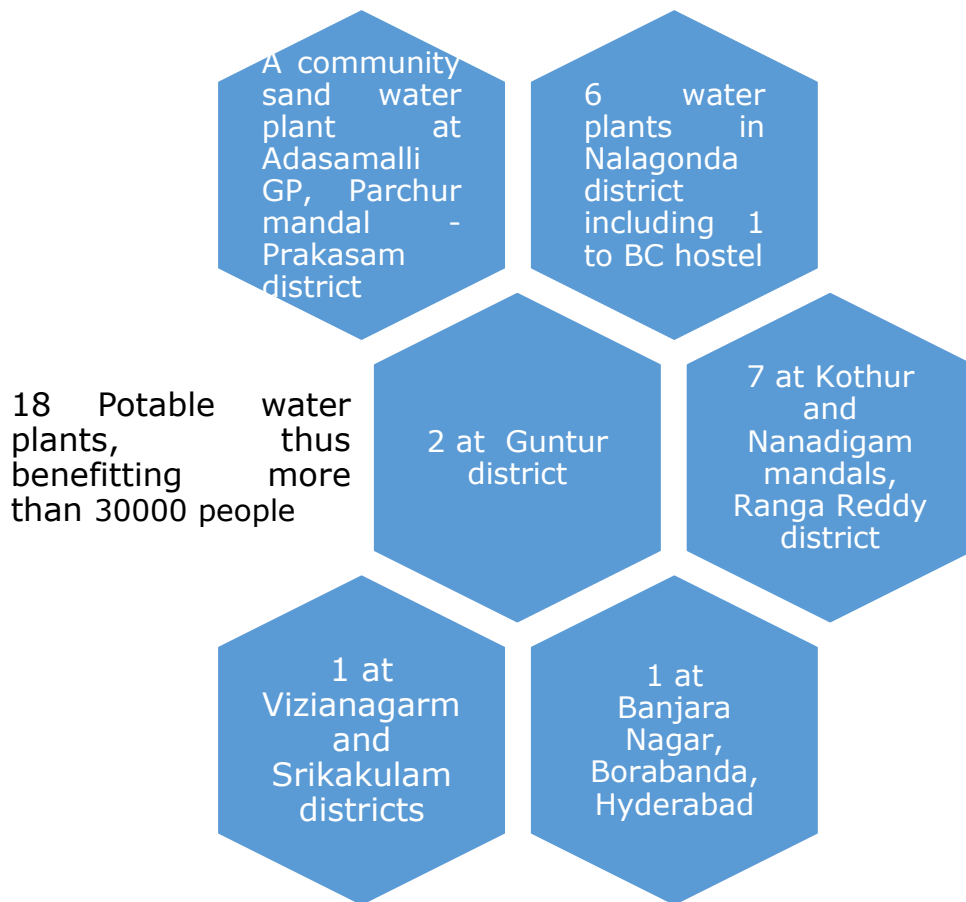 A community
sand water
plant at
Adasamalli
GP, Parchur
mandal -
Prakasam
district
6 water
plants in
Nalagonda
district
including 1
to BC hostel
18 Potable water
plants, thus
benefitting more
than 30000 people
2 at Guntur
district
7 at Kothur
and
Nanadigam
mandals,
Ranga Reddy
district
1 at
Vizianagarm
and
Srikakulam
districts
1 at
Banjara
Nagar,
Borabanda,
Hyderabad